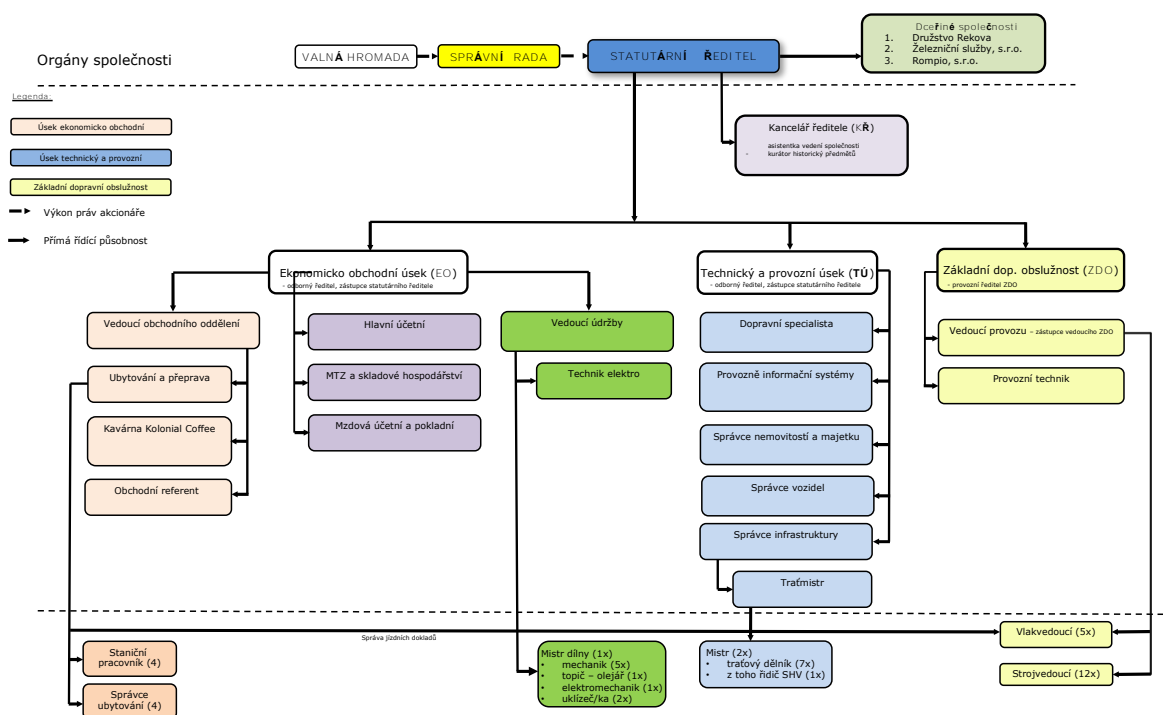 Orgány společnosti
VALNÁ HROMADA
SPRÁVNÍ RADA
STATUTÁRNÍ ŘEDITEL
Dceřiné společnosti
1. Družstvo Rekova
2. Železniční služby, s.r.o.
3. Rompio, s.r.o.
Legenda:
Úsek ekonomicko obchodní
Úsek technický a provozní
Základní dopravní obslužnost
Výkon práv akcionáře
Přímá řídící působnost
Kancelář ředitele (KŘ)
asistentka vedení společnosti
- kurátor historický předmětů
Ekonomicko obchodní úsek (EO)
- odborný ředitel, zástupce statutárního ředitele
Technický a provozní úsek (TÚ)
- odborný ředitel, zástupce statutárního ředitele
Základní dop. obslužnost (ZDO)
- provozní ředitel ZDO
Vedoucí obchodního oddělení
Ubytování a přeprava
Kavárna Kolonial Coffee
Obchodní referent
Hlavní účetní
MTZ a skladové hospodářství
Mzdová účetní a pokladní
Vedoucí údržby
Technik elektro
Dopravní specialista
Provozně informační systémy
Správce nemovitostí a majetku
Správce vozidel
Správce infrastruktury
Traťmistr
Vedoucí provozu – zástupce vedoucího ZDO
Provozní technik
Správa jízdních dokladů
Staniční
pracovník (4)
Správce
ubytování (4)
Mistr dílny (1x)
• mechanik (5x)
• topič – olejář (1x)
• elektromechanik (1x)
• uklízeč/ka (2x)
Mistr (2x)
• traťový dělník (7x)
• z toho řidič SHV (1x)
Vlakvedoucí (5x)
Strojvedoucí (12x)